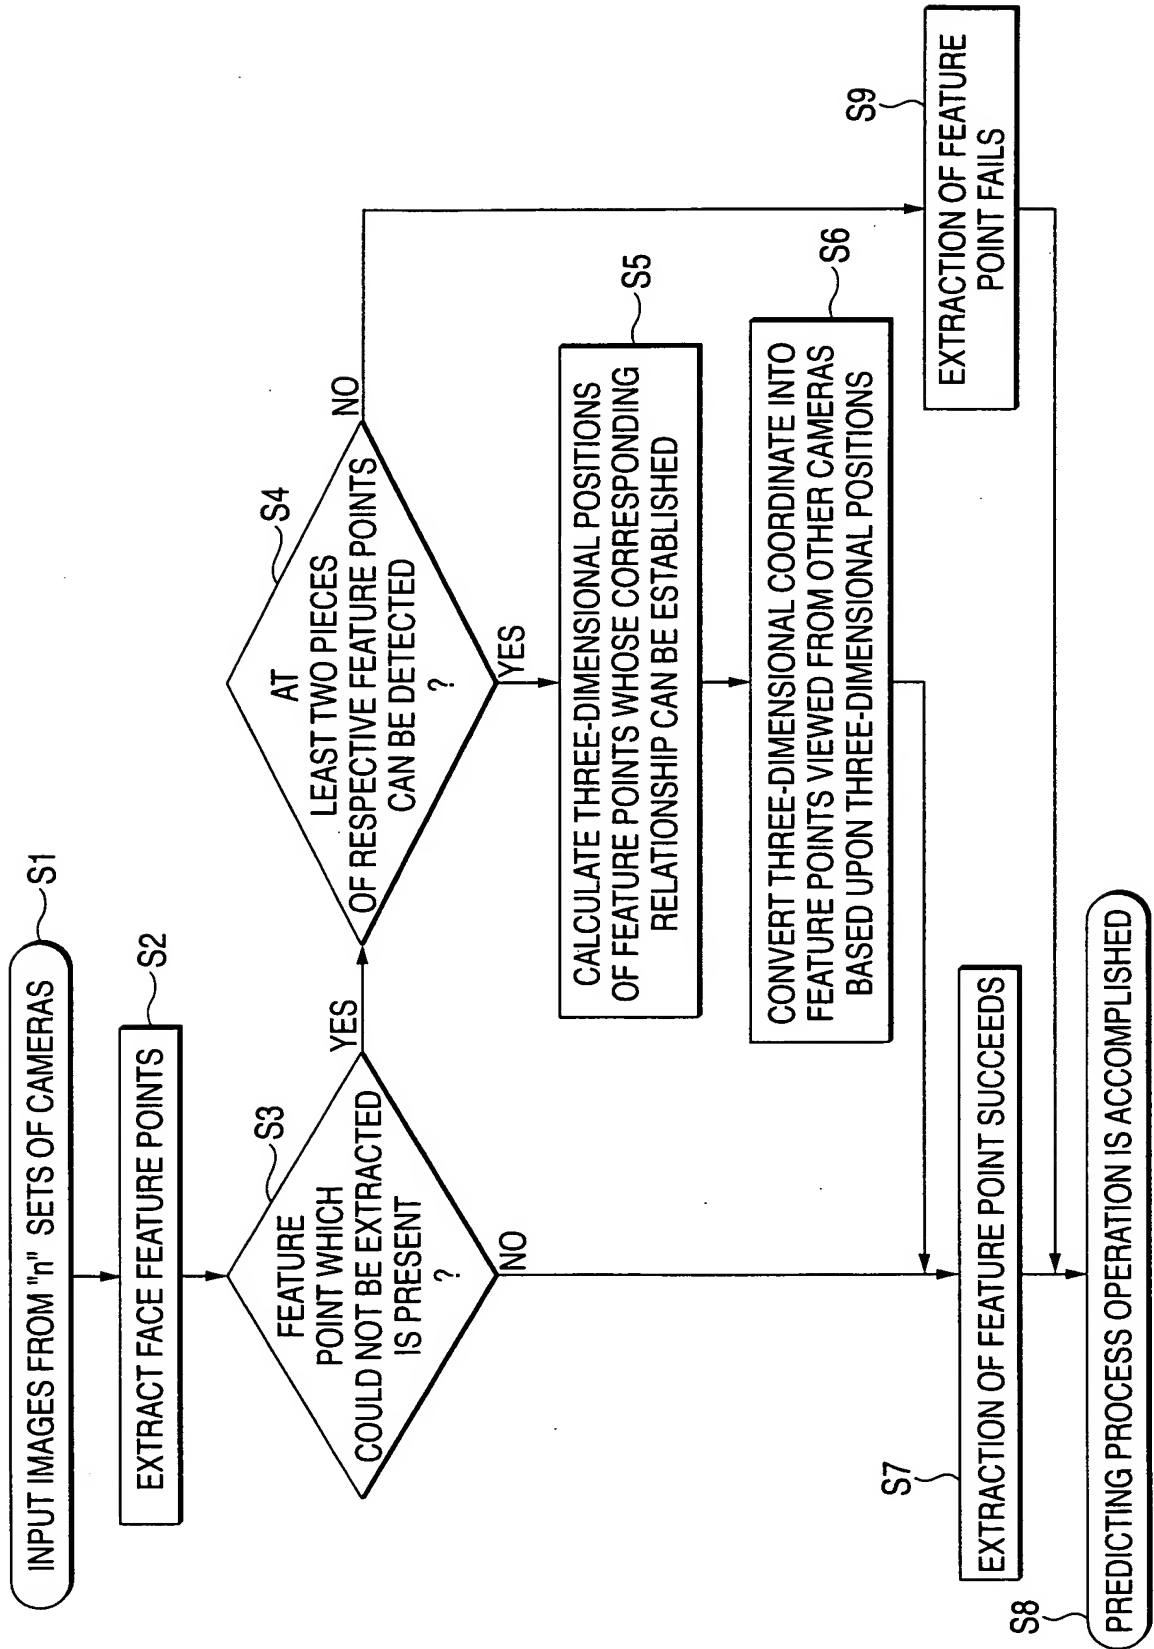 INPUT IMAGES FROM "n" SETS OF CAMERAS
S1
EXTRACT FACE FEATURE POINTS
S2
FEATURE
POINT WHICH
COULD NOT BE EXTRACTED
IS PRESENT
?
S3
YES
NO
AT
LEAST TWO PIECES
OF RESPECTIVE FEATURE POINTS
CAN BE DETECTED
?
S4
NO
YES
CALCULATE THREE-DIMENSIONAL POSITIONS
OF FEATURE POINTS WHOSE CORRESPONDING
RELATIONSHIP CAN BE ESTABLISHED
S5
CONVERT THREE-DIMENSIONAL COORDINATE INTO
FEATURE POINTS VIEWED FROM OTHER CAMERAS
BASED UPON THREE-DIMENSIONAL POSITIONS
S6
S9
EXTRACTION OF FEATURE
POINT FAILS
S7
EXTRACTION OF FEATURE POINT SUCCEEDS
S8
PREDICTING PROCESS OPERATION IS ACCOMPLISHED